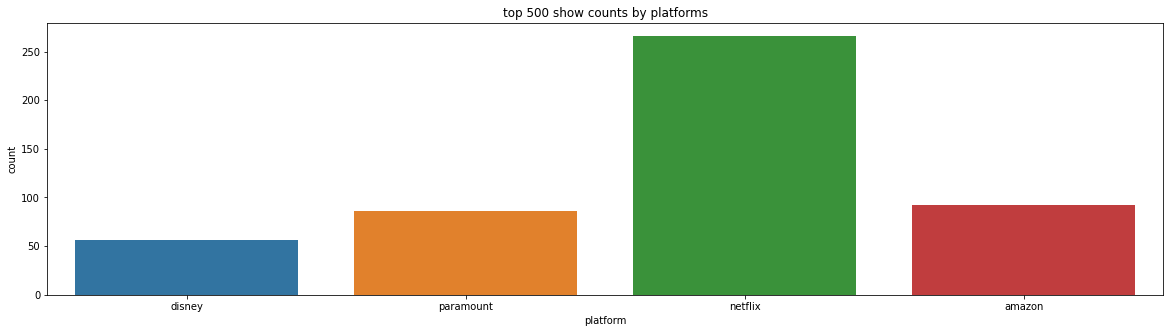 top 500 show counts by platforms
count
250
200
150
100
50
0
disney paramount netflix amazon
platform